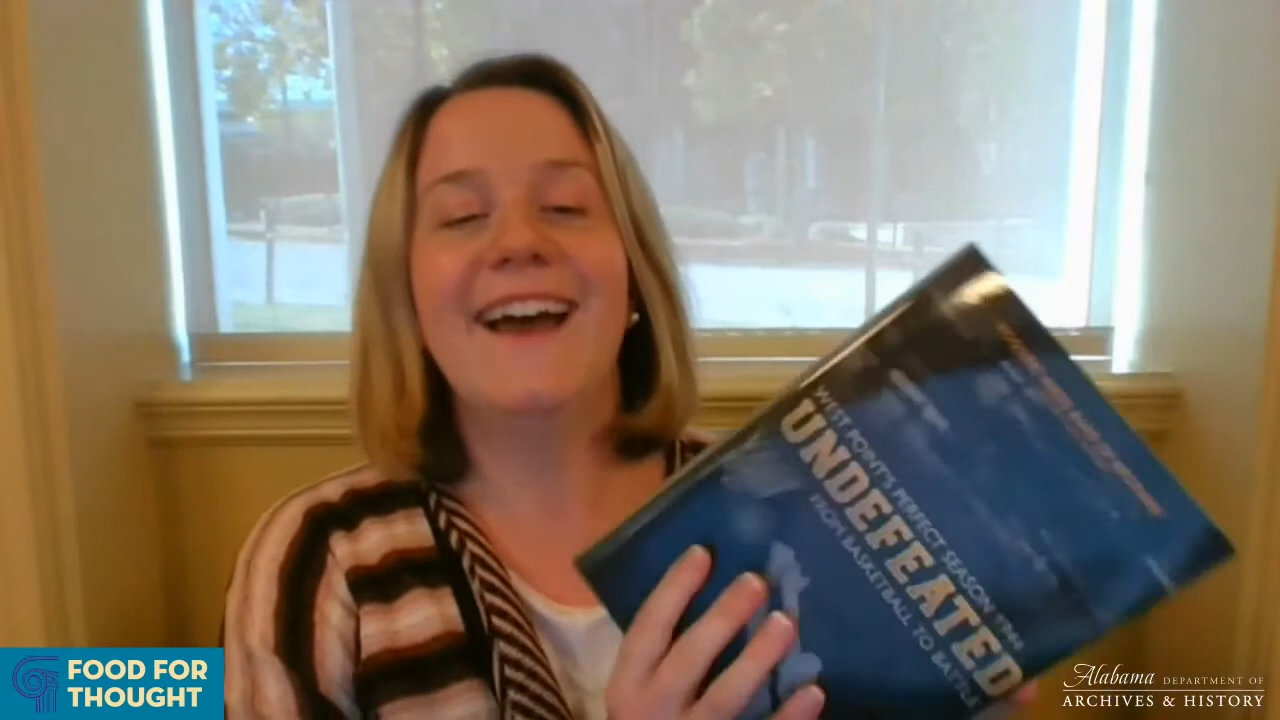 WEST POINT'S PERFECT SEASON 1944
UNDEFEATED
FROM BASKETBALL TO BATTLE
FOOD FOR
THOUGHT
Alabama DEPARTMENT OF
ARCHIVES & HISTORY